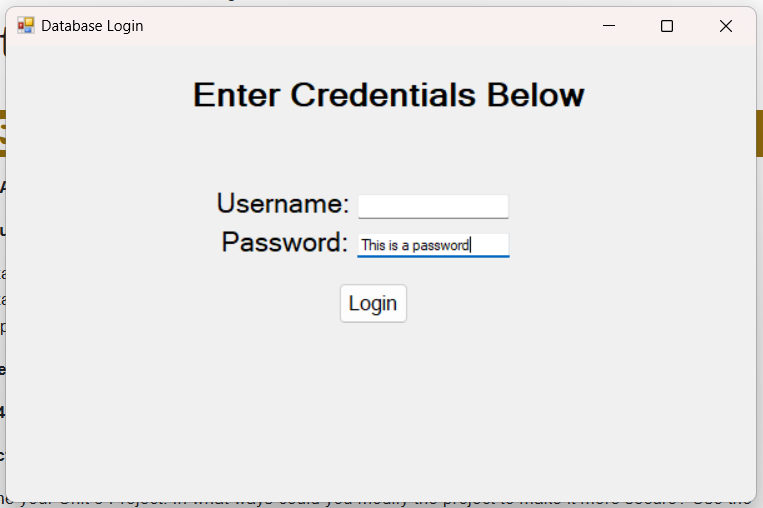 Database Login
Enter Credentials Below
Username:
Password: This is a password
Login